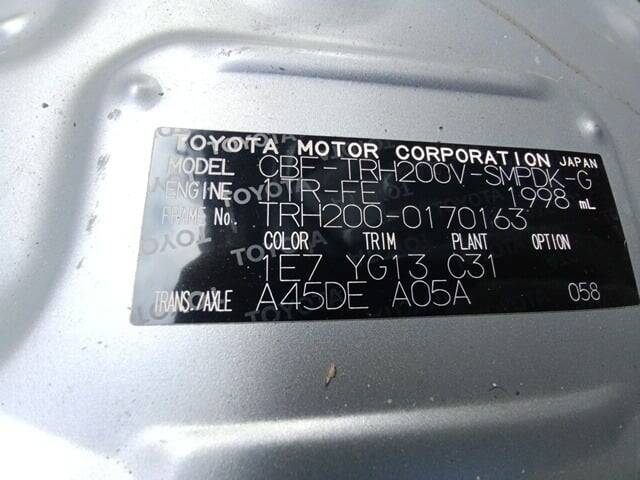 TOYOTA MOTOR CORPORATION JAPAN
MODEL CBF-TRH200V-SMPDK-G
ENGINE 1TR-FE 1998 mL
FRAME No. TRH200-0170163
COLOR TRIM PLANT OPTION
1E7 YG13 C31
TRANS./AXLE A45DE A05A 058